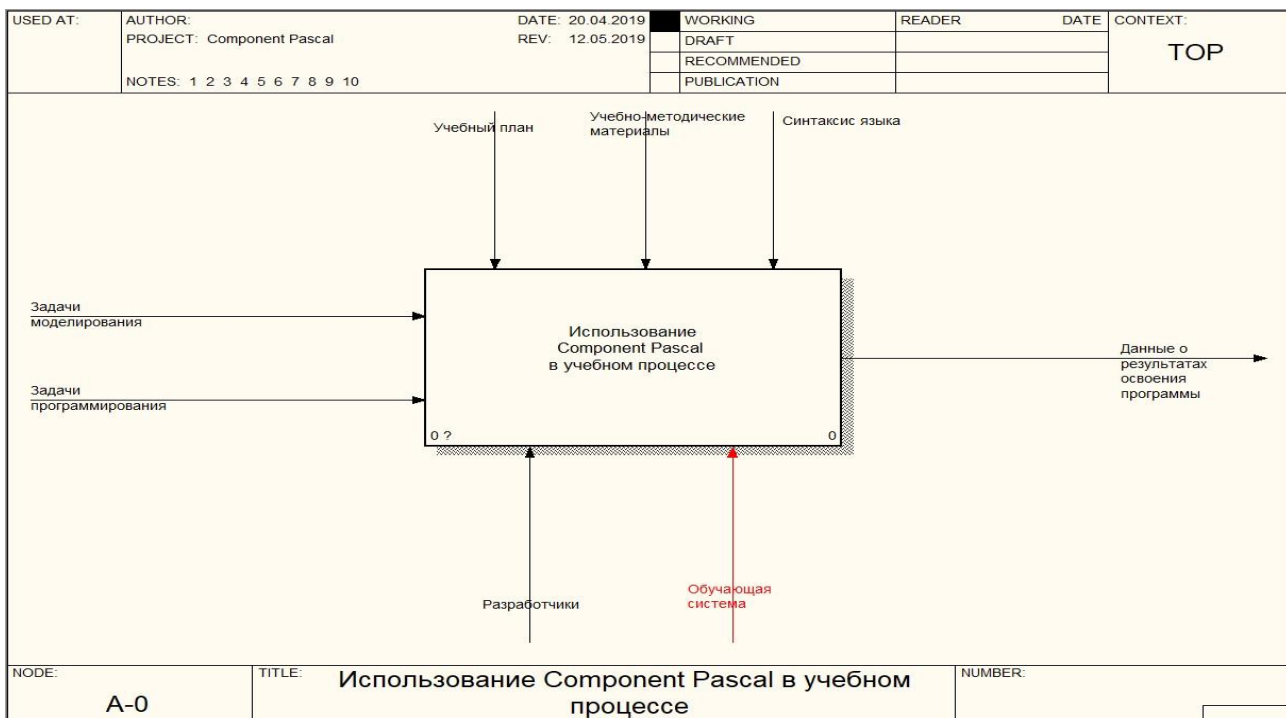 USED AT:
AUTHOR:
DATE: 20.04.2019
PROJECT: Component Pascal
REV: 12.05.2019
NOTES: 1 2 3 4 5 6 7 8 9 10
WORKING
DRAFT
RECOMMENDED
PUBLICATION
READER
DATE
CONTEXT:
TOP
Учебный план
Учебно-методические
материалы
Синтаксис языка
Задачи
моделирования
Задачи
программирования
Использование
Component Pascal
в учебном процессе
0 ?
0
Данные о
результатах
освоения
программы
Разработчики
Обучающая
система
NODE:
A-0
TITLE:
Использование Component Pascal в учебном
процессе
NUMBER: